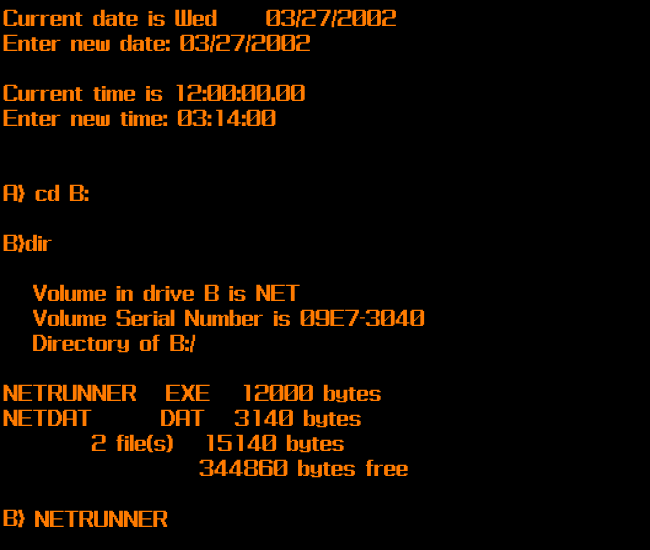 Current date is Wed 03/27/2002
Enter new date: 03/27/2002
Current time is 12:00:00.00
Enter new time: 03:14:00
A} cd B:
B}dir
Volume in drive B is NET
Volume Serial Number is 09E7-3040
Directory of B:/
NETRUNNER EXE 12000 bytes
NETDAT DAT 3140 bytes
2 file(s) 15140 bytes
344860 bytes free
B} NETRUNNER